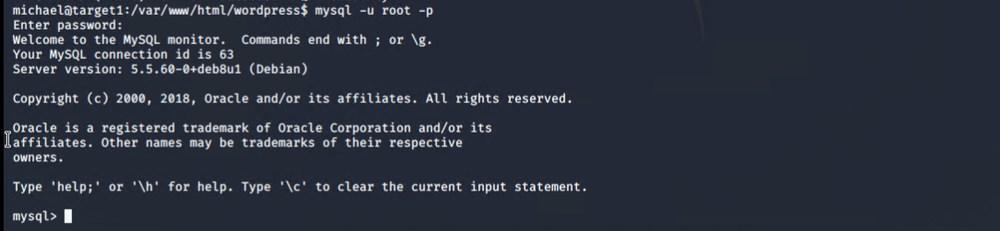 michael@target1:/var/www/html/wordpress$ mysql -u root -p
Enter password:
Welcome to the MySQL monitor.  Commands end with ; or \g.
Your MySQL connection id is 63
Server version: 5.5.60-0+deb8u1 (Debian)
Copyright (c) 2000, 2018, Oracle and/or its affiliates. All rights reserved.
Oracle is a registered trademark of Oracle Corporation and/or its
affiliates. Other names may be trademarks of their respective
owners.
Type 'help;' or '\h' for help. Type '\c' to clear the current input statement.
mysql>